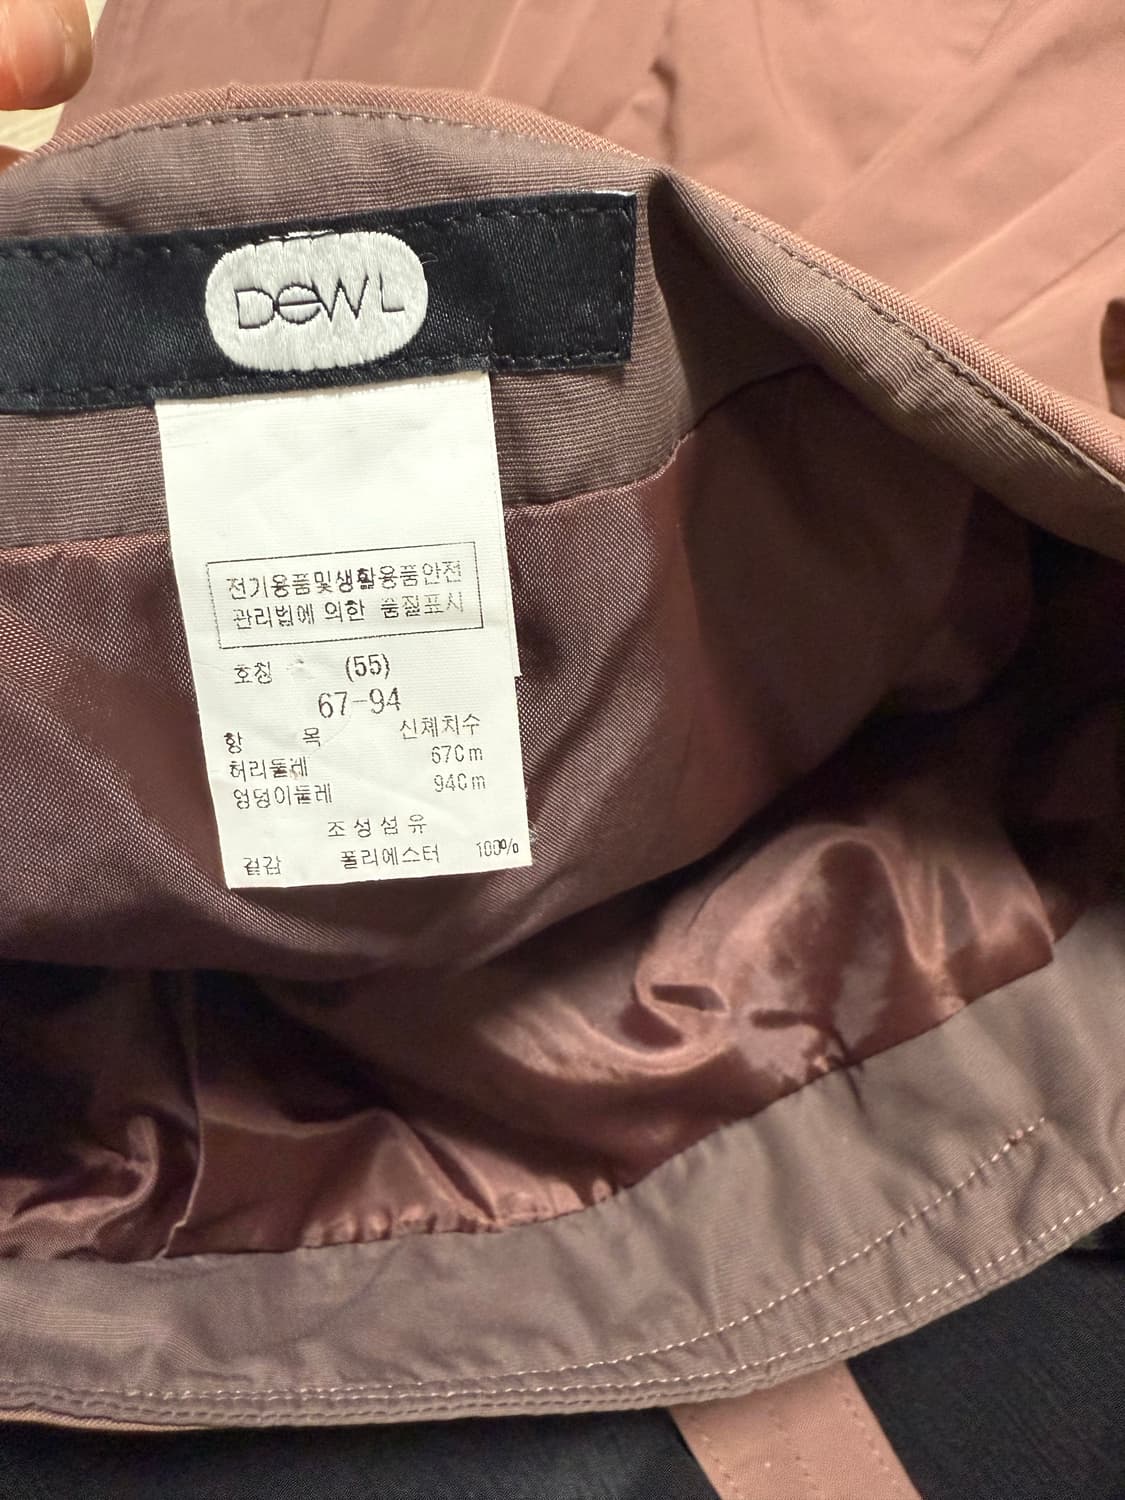 DeWL
전기용품및생활용품안전
관리법에 의한 품질표시
호칭 (55)
67-94
항 목 신체치수
허리둘레 67Cm
엉덩이둘레 94Cm
조성섬유
겉감 폴리에스터 100%